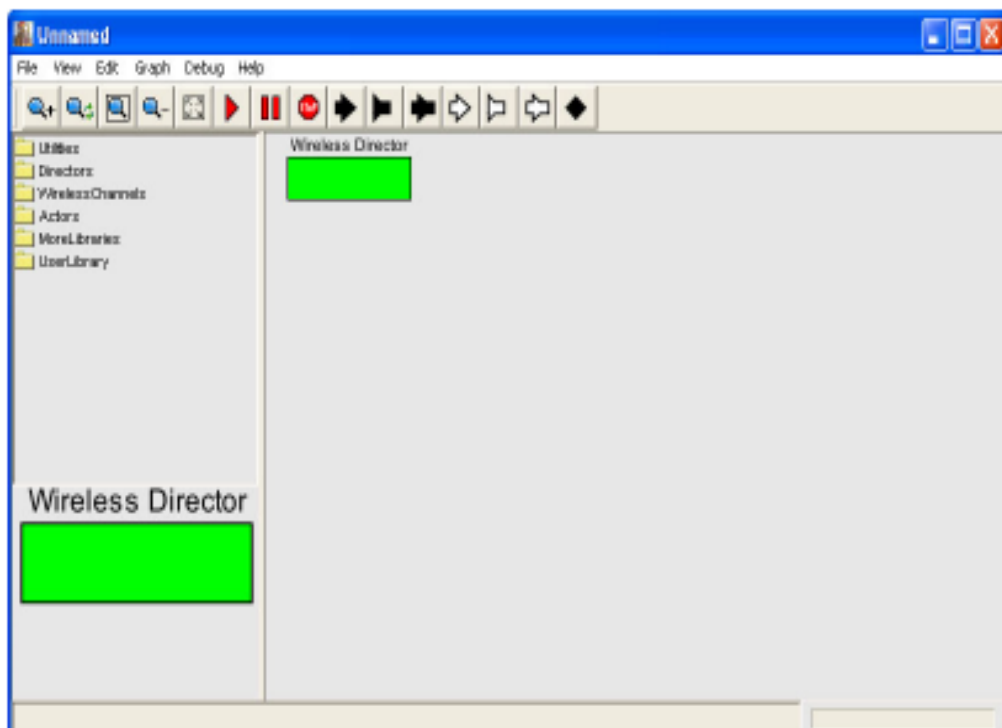 Unnamed
File View Edit Graph Debug Help
Utilities
Directors
WirelessChannels
Actors
MoreLibraries
UserLibrary
Wireless Director
Wireless Director